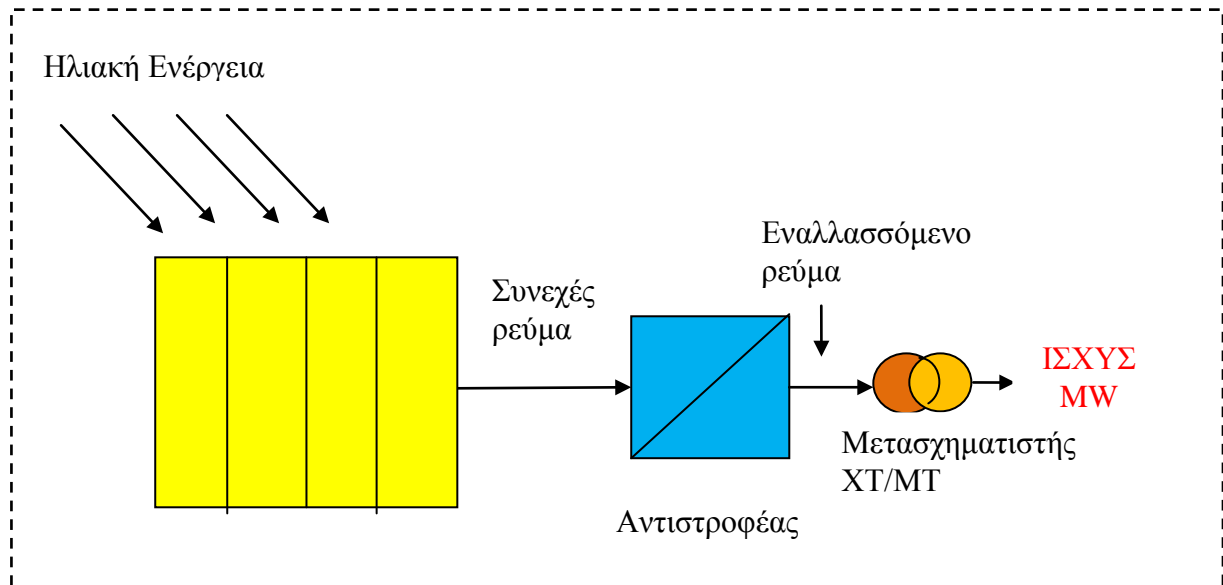 Ηλιακή Ενέργεια
Συνεχές
ρεύμα
Εναλλασσόμενο
ρεύμα
ΙΣΧΥΣ
MW
Μετασχηματιστής
ΧΤ/ΜΤ
Αντιστροφέας